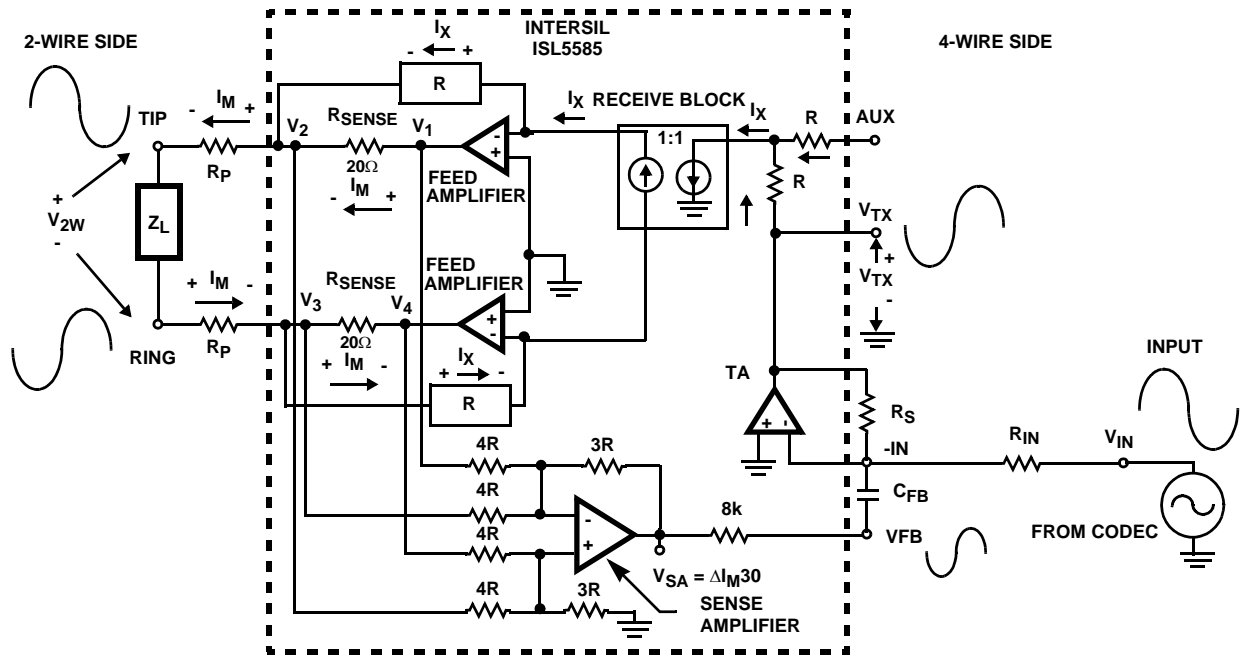 2-WIRE SIDE
INTERSIL
ISL5585
4-WIRE SIDE
IX
- +
R
IM
- +
TIP
RP
V2
RSENSE
V1
20Ω
IM
- +
FEED
AMPLIFIER
-
+
IX
RECEIVE BLOCK
1:1
IX
R
AUX
R
+
V2W
-
ZL
VTX
+
VTX
-
FEED
AMPLIFIER
IM
+ -
RP
RING
V3
RSENSE
V4
20Ω
IM
+ -
+
-
IX
+ -
R
TA
+ -
RS
-IN
RIN
VIN
INPUT
CFB
VFB
FROM CODEC
4R
3R
4R
4R
4R
3R
-
+
8k
VSA = ΔIM30
SENSE
AMPLIFIER